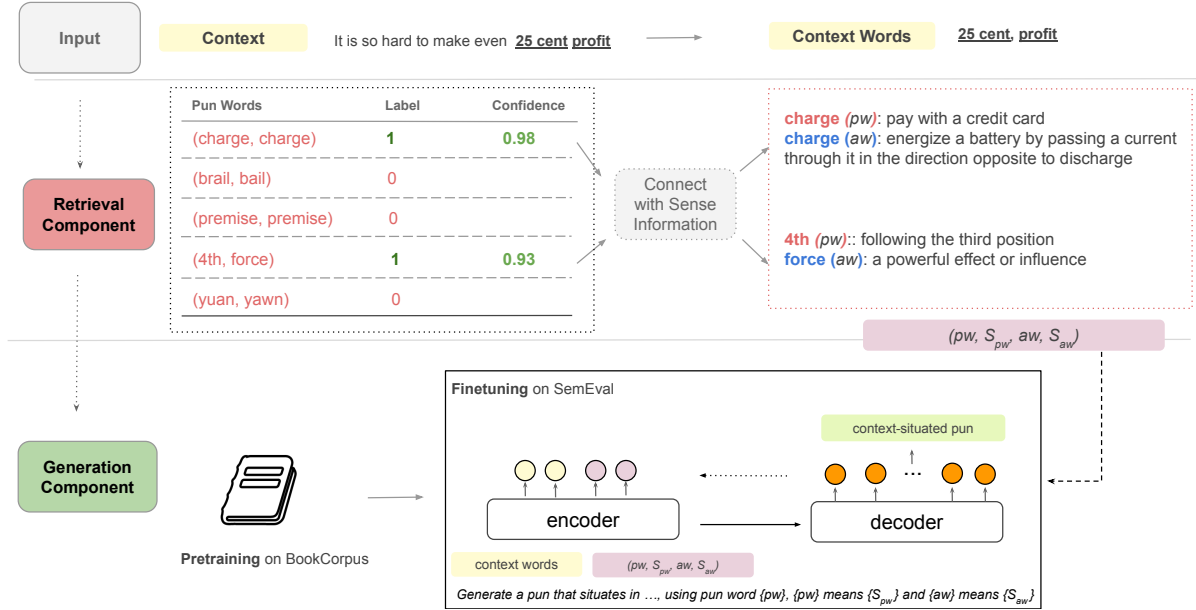 Input
Context
It is so hard to make even 25 cent profit
Context Words
25 cent, profit
Pun Words Label Confidence
(charge, charge) 1 0.98
(brail, bail) 0
(premise, premise) 0
(4th, force) 1 0.93
(yuan, yawn) 0
Retrieval
Component
Connect
with Sense
Information
charge (pw): pay with a credit card
charge (aw): energize a battery by passing a current
through it in the direction opposite to discharge
4th (pw):: following the third position
force (aw): a powerful effect or influence
(pw, Spw, aw, Saw)
Generation
Component
Pretraining on BookCorpus
Finetuning on SemEval
context-situated pun
...
encoder
decoder
context words
(pw, Spw, aw, Saw)
Generate a pun that situates in ..., using pun word {pw}, {pw} means {Spw} and {aw} means {Saw}